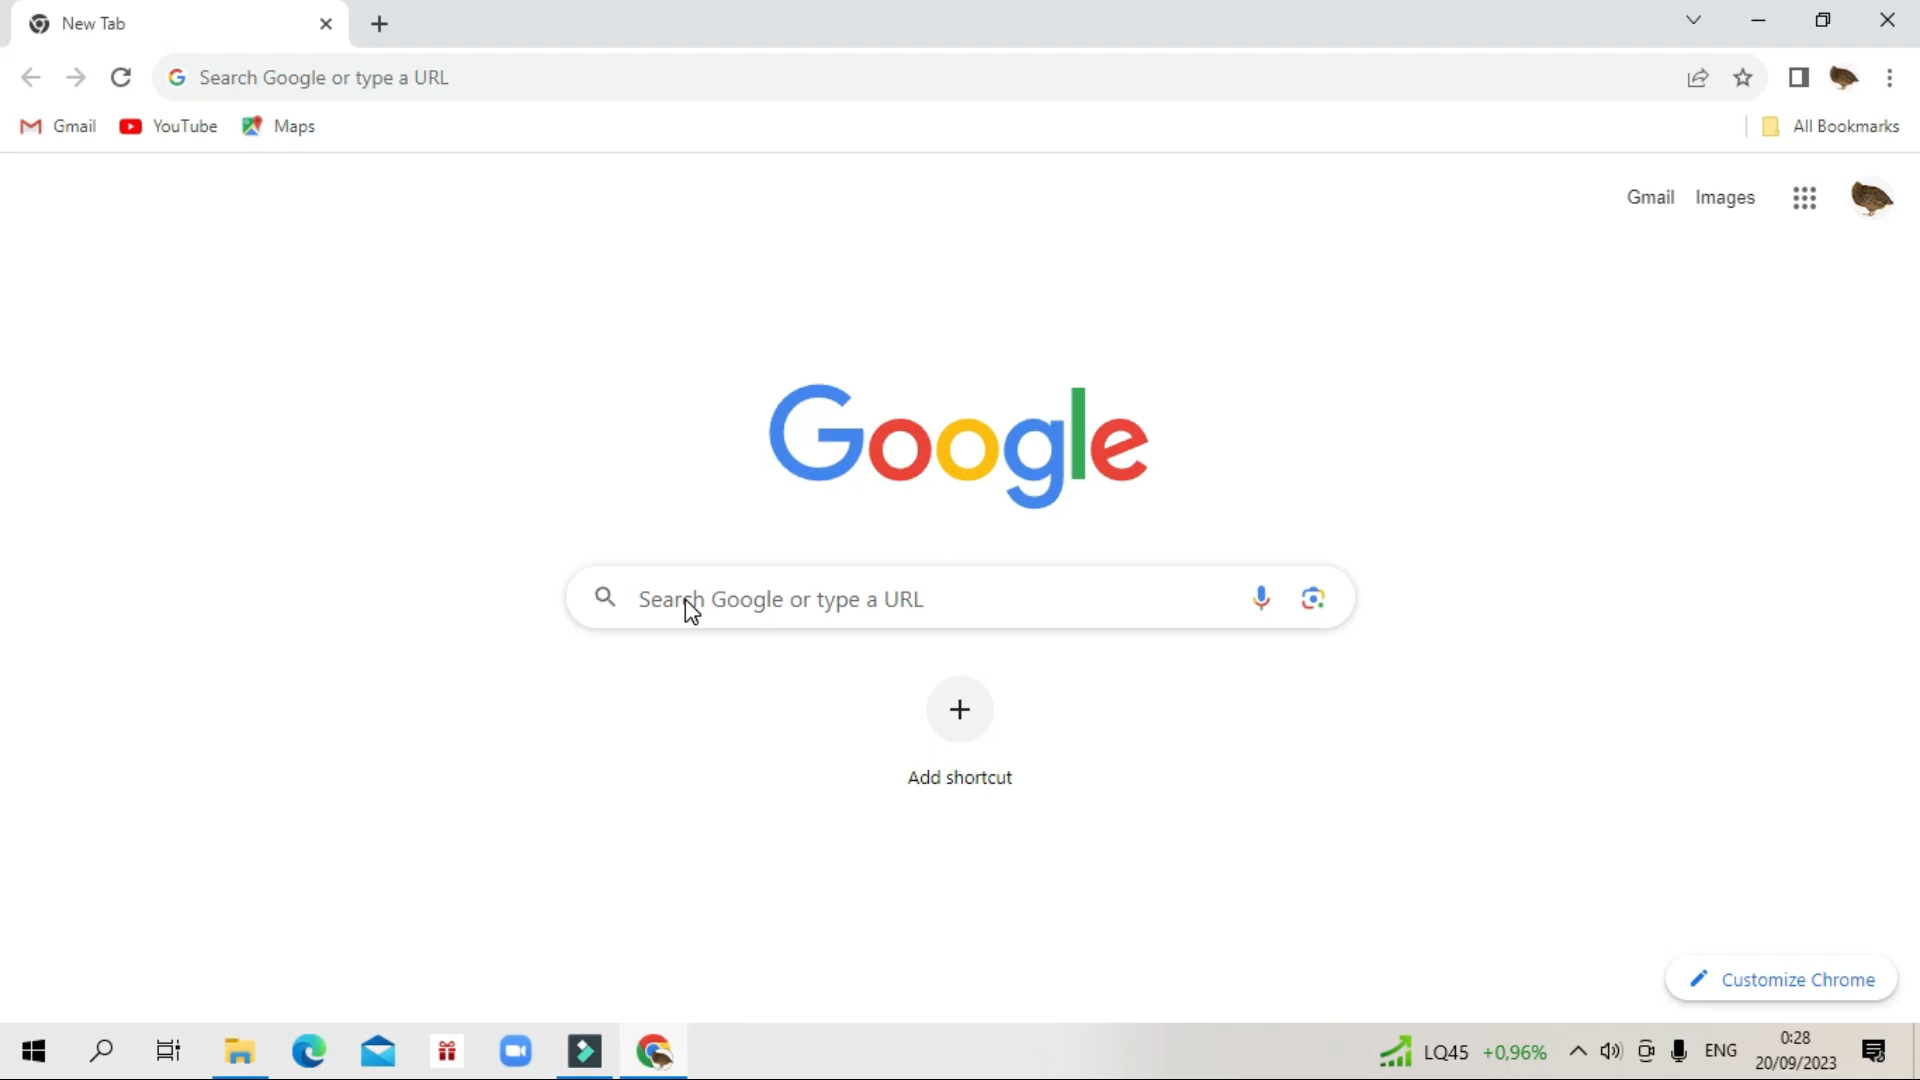 New Tab
Search Google or type a URL
Gmail YouTube Maps All Bookmarks
Gmail Images
Google
Search Google or type a URL
Add shortcut
Customize Chrome
LQ45 +0,96% ENG 0:28
20/09/2023